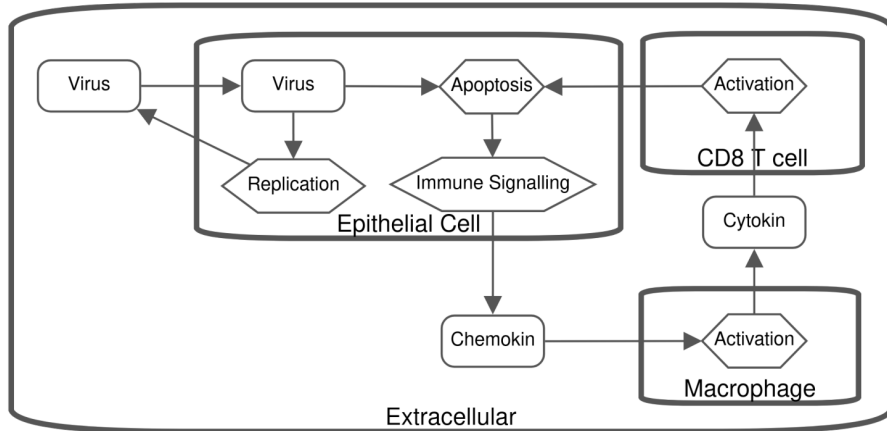 Virus
Virus
Apoptosis
Activation
CD8 T cell
Replication
Immune Signalling
Epithelial Cell
Cytokin
Chemokin
Activation
Macrophage
Extracellular